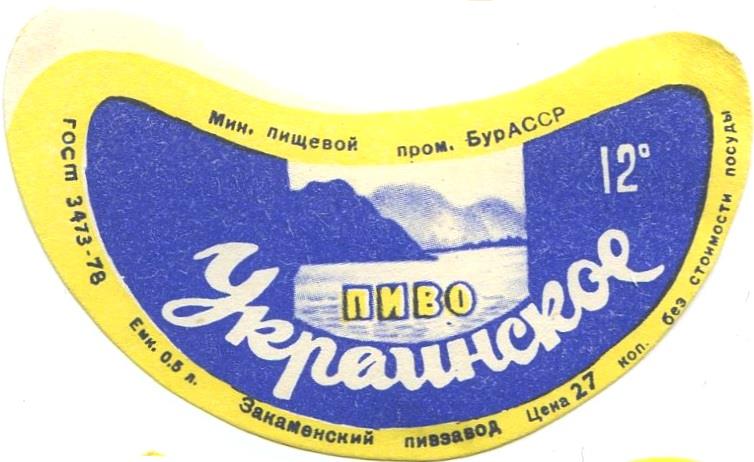 Мин. пищевой пром. БурАССР
12°
ПИВО
Украинское
ГОСТ 3473-78
Емк. 0.5 л.
Закаменский пивзавод
Цена 27 коп. без стоимости посуды